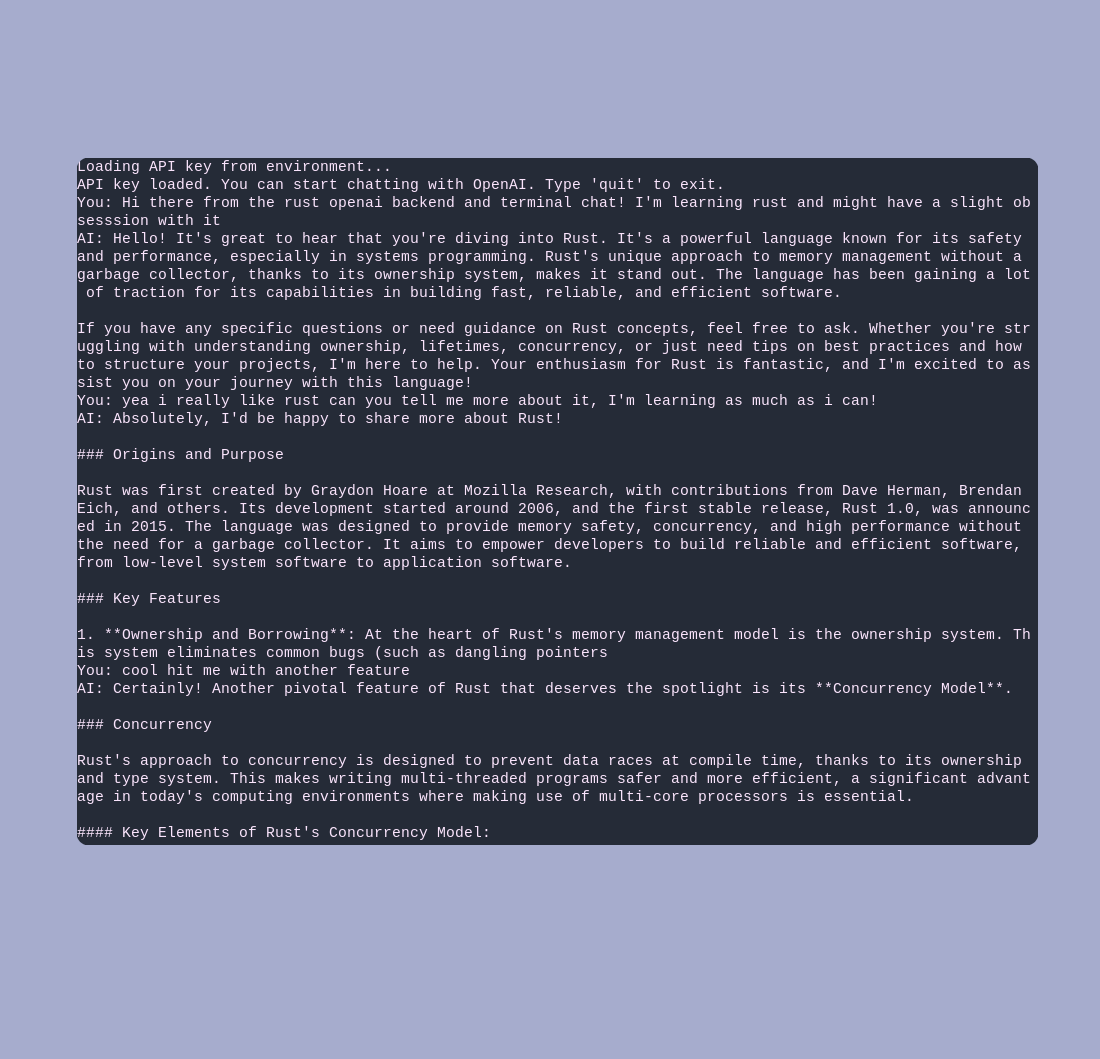 Loading API key from environment...
API key loaded. You can start chatting with OpenAI. Type 'quit' to exit.
You: Hi there from the rust openai backend and terminal chat! I'm learning rust and might have a slight ob
sesssion with it
AI: Hello! It's great to hear that you're diving into Rust. It's a powerful language known for its safety
and performance, especially in systems programming. Rust's unique approach to memory management without a
garbage collector, thanks to its ownership system, makes it stand out. The language has been gaining a lot
 of traction for its capabilities in building fast, reliable, and efficient software.

If you have any specific questions or need guidance on Rust concepts, feel free to ask. Whether you're str
uggling with understanding ownership, lifetimes, concurrency, or just need tips on best practices and how
to structure your projects, I'm here to help. Your enthusiasm for Rust is fantastic, and I'm excited to as
sist you on your journey with this language!
You: yea i really like rust can you tell me more about it, I'm learning as much as i can!
AI: Absolutely, I'd be happy to share more about Rust!

### Origins and Purpose

Rust was first created by Graydon Hoare at Mozilla Research, with contributions from Dave Herman, Brendan
Eich, and others. Its development started around 2006, and the first stable release, Rust 1.0, was announc
ed in 2015. The language was designed to provide memory safety, concurrency, and high performance without
the need for a garbage collector. It aims to empower developers to build reliable and efficient software,
from low-level system software to application software.

### Key Features

1. **Ownership and Borrowing**: At the heart of Rust's memory management model is the ownership system. Th
is system eliminates common bugs (such as dangling pointers
You: cool hit me with another feature
AI: Certainly! Another pivotal feature of Rust that deserves the spotlight is its **Concurrency Model**.

### Concurrency

Rust's approach to concurrency is designed to prevent data races at compile time, thanks to its ownership
and type system. This makes writing multi-threaded programs safer and more efficient, a significant advant
age in today's computing environments where making use of multi-core processors is essential.

#### Key Elements of Rust's Concurrency Model: